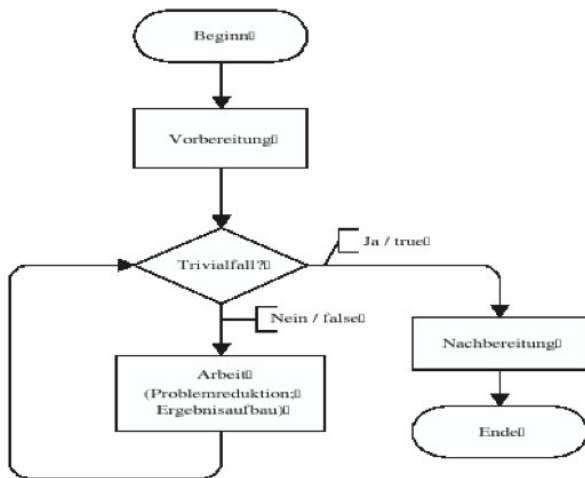 Beginn
Vorbereitung
Ja / true
Trivialfall?
Nein / false
Nachbereitung
Arbeit
(Problemreduktion;
Ergebnisaufbau)
Ende